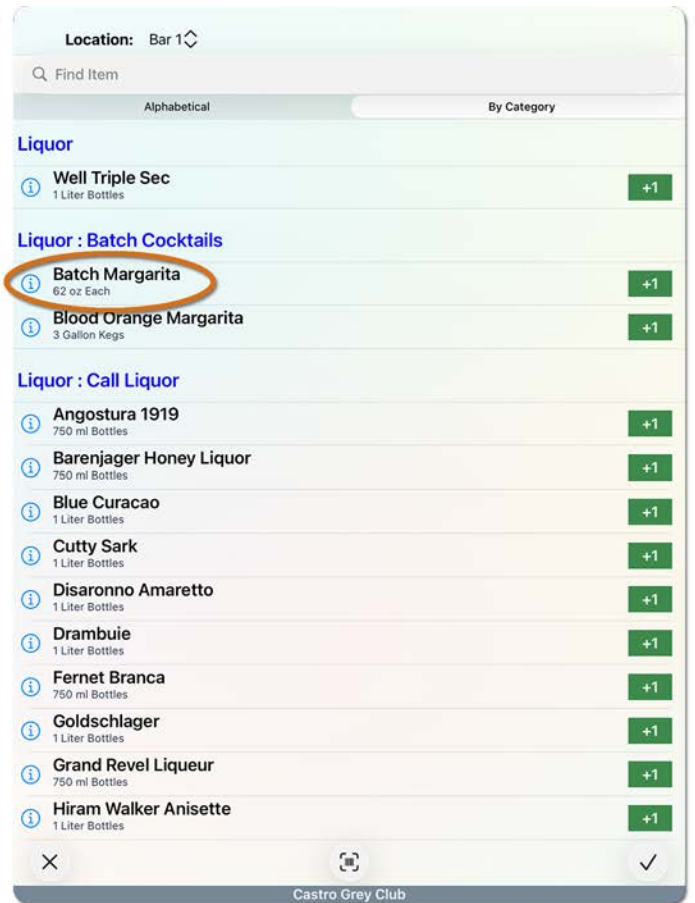 Location: Bar 1
Find Item
Alphabetical By Category
Liquor
Well Triple Sec
1 Liter Bottles
+1
Liquor : Batch Cocktails
Batch Margarita
62 oz Each
+1
Blood Orange Margarita
3 Gallon Kegs
+1
Liquor : Call Liquor
Angostura 1919
750 ml Bottles
+1
Barenjager Honey Liquor
750 ml Bottles
+1
Blue Curacao
1 Liter Bottles
+1
Cutty Sark
1 Liter Bottles
+1
Disaronno Amaretto
1 Liter Bottles
+1
Drambuie
1 Liter Bottles
+1
Fernet Branca
750 ml Bottles
+1
Goldschlager
1 Liter Bottles
+1
Grand Revel Liqueur
750 ml Bottles
+1
Hiram Walker Anisette
1 Liter Bottles
+1
Castro Grey Club